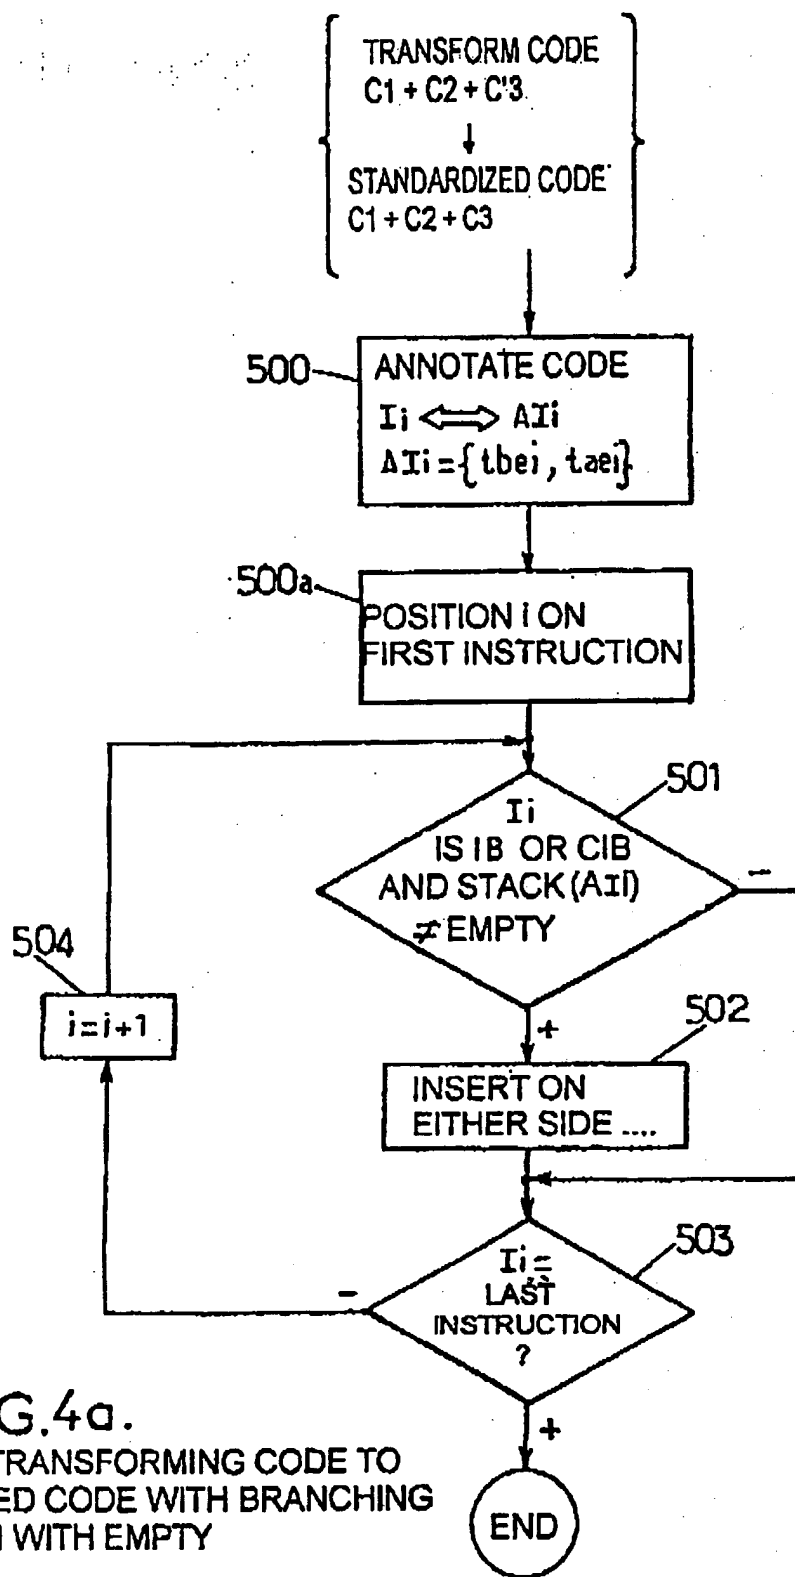 TRANSFORM CODE
C1 + C2 + C'3
STANDARDIZED CODE
C1 + C2 + C3
500
ANNOTATE CODE
Ii ⟺ AIi
AIi = {tbei, taei}
500a
POSITION i ON
FIRST INSTRUCTION
501
Ii
IS IB OR CIB
AND STACK (AIi)
≠ EMPTY
-
504
i=i+1
+
502
INSERT ON
EITHER SIDE ....
503
Ii =
LAST
INSTRUCTION
?
-
+
G.4a.
TRANSFORMING CODE TO
ED CODE WITH BRANCHING
WITH EMPTY
END